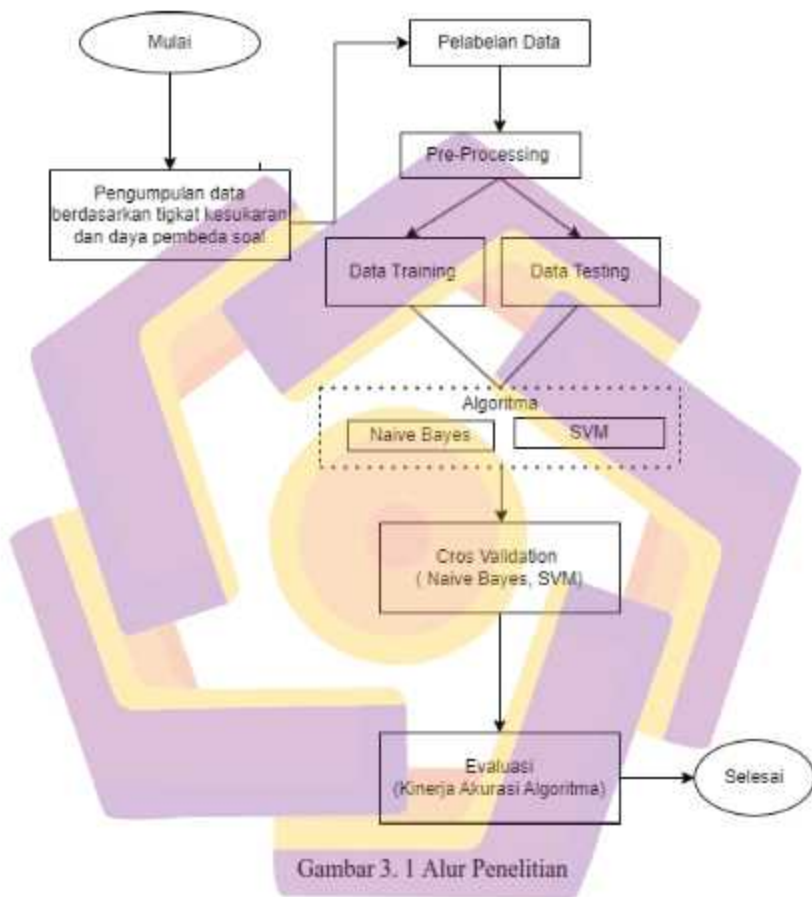 Mulai
Pengumpulan data
berdasarkan tigkat kesukaran
dan daya pembeda soal
Pelabelan Data
Pre-Processing
Data Training
Data Testing
Algoritma
Naive Bayes
SVM
Cros Validation
( Naive Bayes, SVM)
Evaluasi
(Kinerja Akurasi Algoritma)
Selesai
Gambar 3. 1 Alur Penelitian